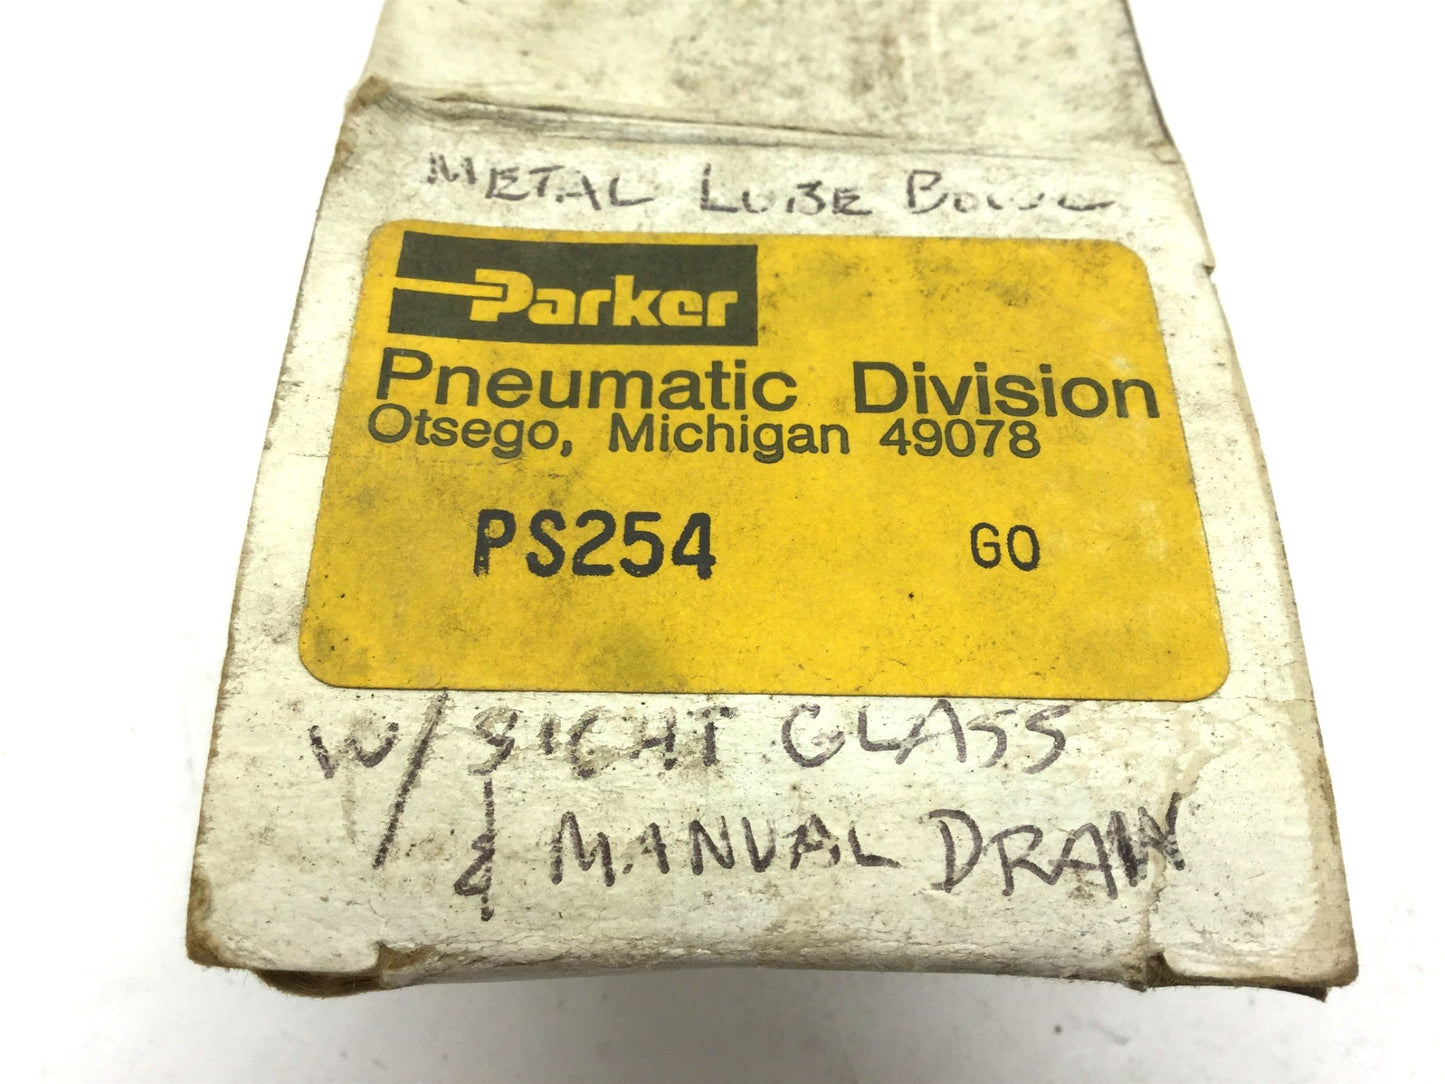 METAL LUBE BOWL
Parker
Pneumatic Division
Otsego, Michigan 49078
PS254 GO
W/ SIGHT GLASS
& MANUAL DRAIN